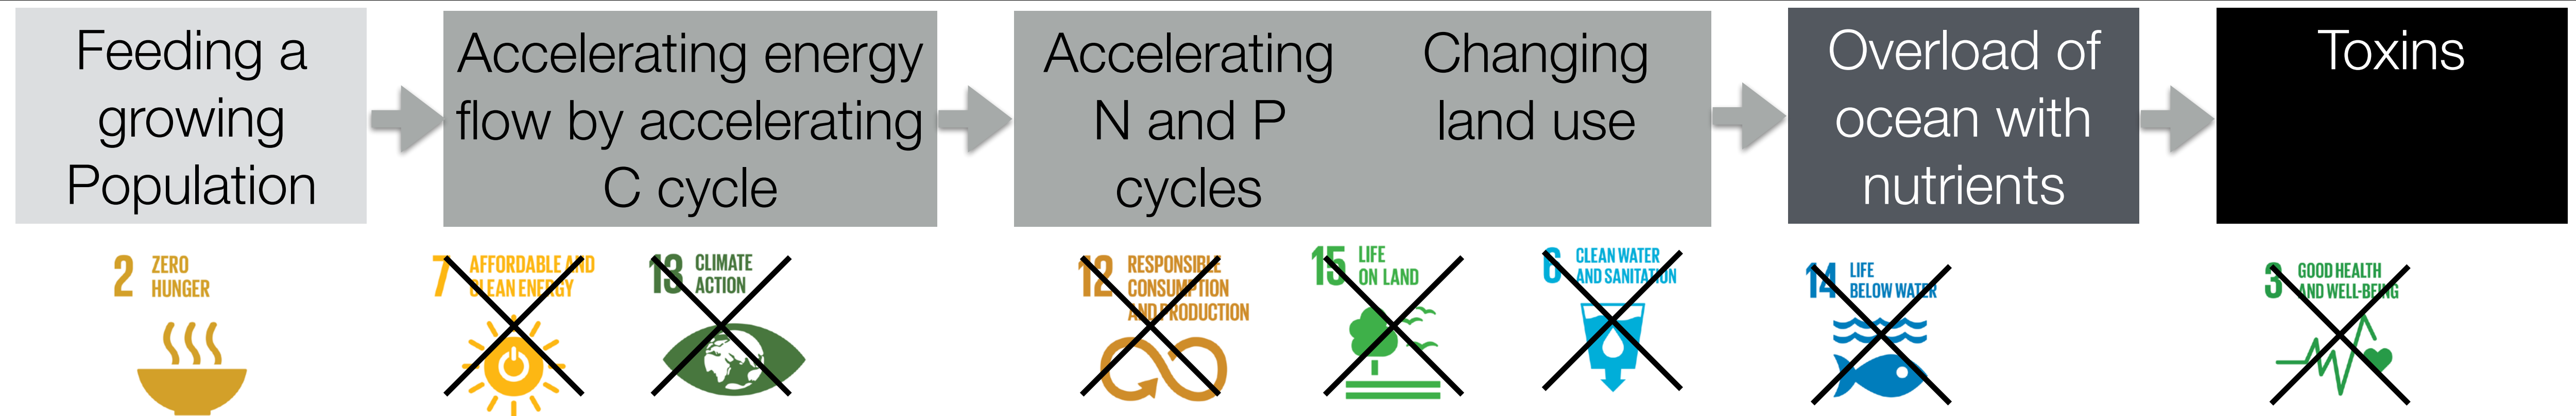 Feeding a
growing
Population
Accelerating energy
flow by accelerating
C cycle
Accelerating
N and P
cycles
Changing
land use
Overload of
ocean with
nutrients
Toxins
2 ZERO
HUNGER
7 AFFORDABLE AND
CLEAN ENERGY
13 CLIMATE
ACTION
12 RESPONSIBLE
CONSUMPTION
AND PRODUCTION
15 LIFE
ON LAND
6 CLEAN WATER
AND SANITATION
14 LIFE
BELOW WATER
3 GOOD HEALTH
AND WELL-BEING